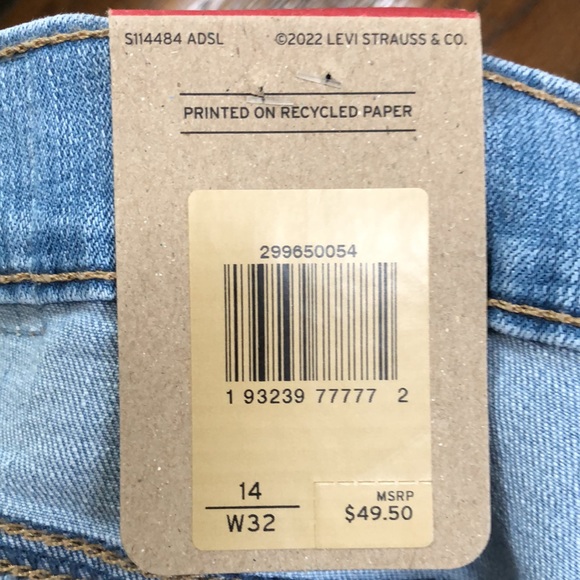 S114484 ADSL ©2022 LEVI STRAUSS & CO.
PRINTED ON RECYCLED PAPER
299650054
1 93239 77777 2
14
W32
MSRP
$49.50